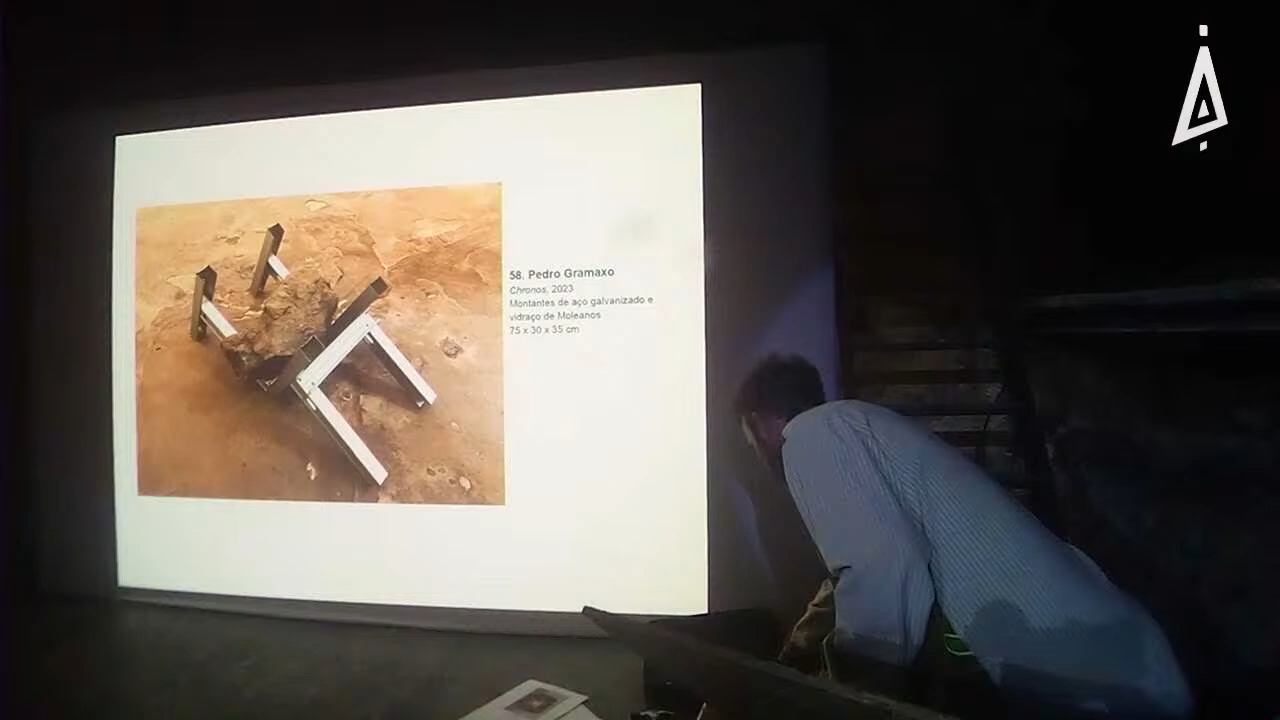 58. Pedro Gramaxo
Chronos, 2023
Montantes de aço galvanizado e
vidraço de Moleanos
75 x 30 x 35 cm